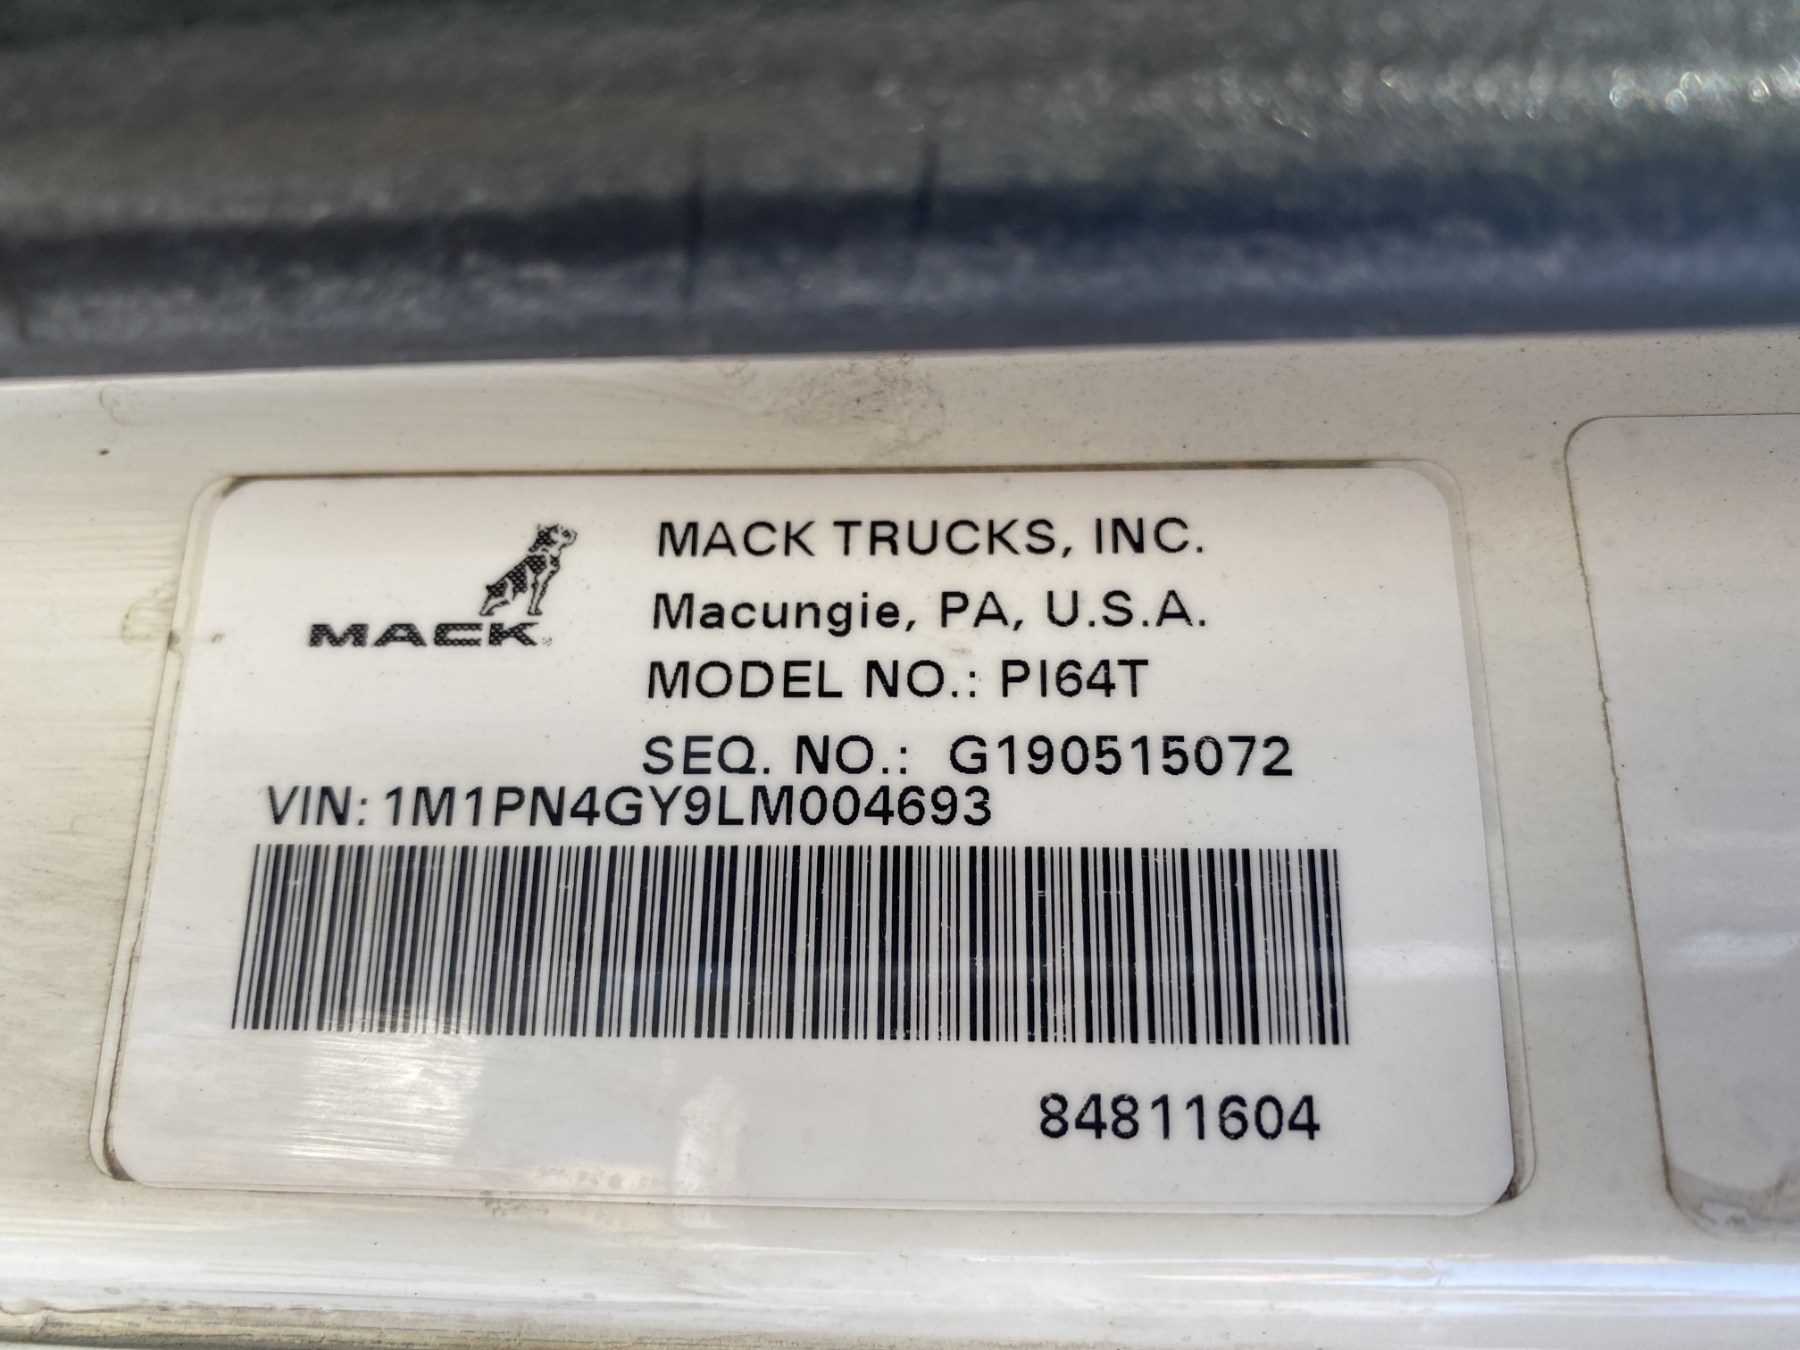 MACK
MACK TRUCKS, INC.
Macungie, PA, U.S.A.
MODEL NO.: PI64T
SEQ. NO.: G190515072
VIN: 1M1PN4GY9LM004693
84811604